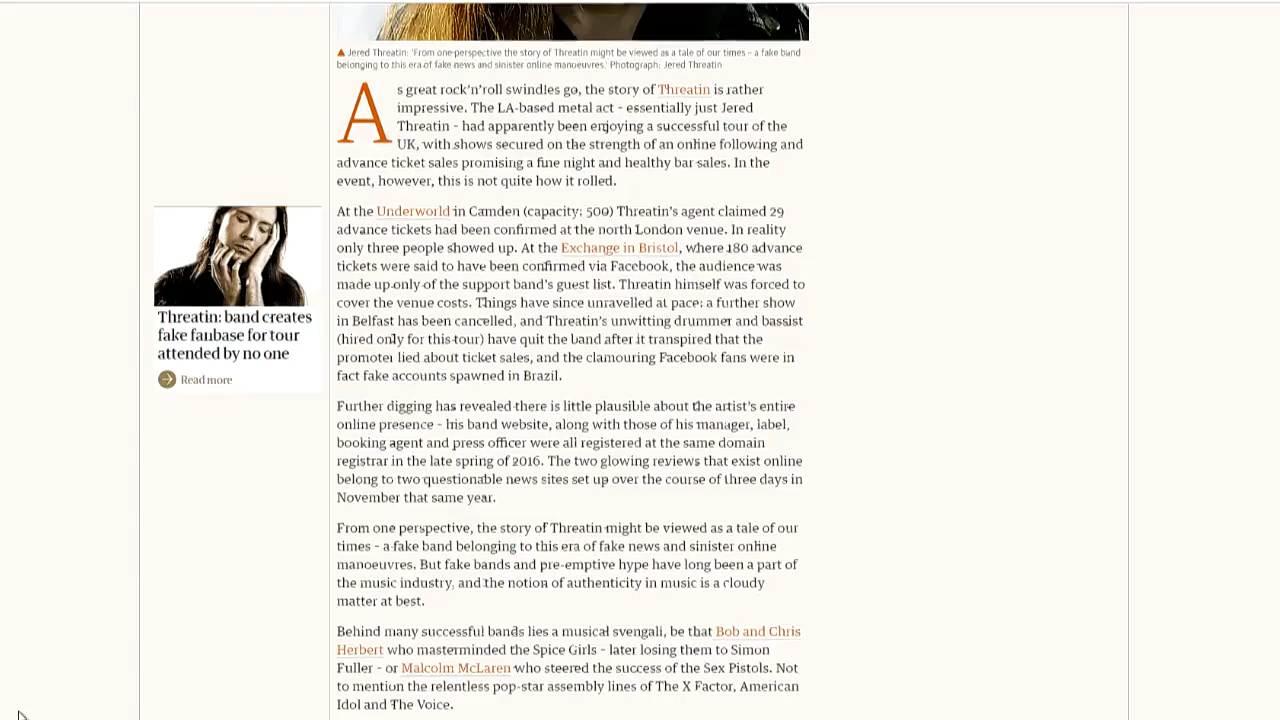 ▲ Jered Threatin: 'From one perspective the story of Threatin might be viewed as a tale of our times – a fake band
belonging to this era of fake news and sinister online manoeuvres.' Photograph: Jered Threatin
As great rock'n'roll swindles go, the story of Threatin is rather
impressive. The LA-based metal act – essentially just Jered
Threatin – had apparently been enjoying a successful tour of the
UK, with shows secured on the strength of an online following and
advance ticket sales promising a fine night and healthy bar sales. In the
event, however, this is not quite how it rolled.
At the Underworld in Camden (capacity: 500) Threatin's agent claimed 29
advance tickets had been confirmed at the north London venue. In reality
only three people showed up. At the Exchange in Bristol, where 180 advance
tickets were said to have been confirmed via Facebook, the audience was
made up only of the support band's guest list. Threatin himself was forced to
cover the venue costs. Things have since unravelled at pace: a further show
in Belfast has been cancelled, and Threatin's unwitting drummer and bassist
(hired only for this tour) have quit the band after it transpired that the
promoter lied about ticket sales, and the clamouring Facebook fans were in
fact fake accounts spawned in Brazil.
Threatin: band creates
fake fanbase for tour
attended by no one
Read more
Further digging has revealed there is little plausible about the artist's entire
online presence – his band website, along with those of his manager, label,
booking agent and press officer were all registered at the same domain
registrar in the late spring of 2016. The two glowing reviews that exist online
belong to two questionable news sites set up over the course of three days in
November that same year.
From one perspective, the story of Threatin might be viewed as a tale of our
times – a fake band belonging to this era of fake news and sinister online
manoeuvres. But fake bands and pre-emptive hype have long been a part of
the music industry, and the notion of authenticity in music is a cloudy
matter at best.
Behind many successful bands lies a musical svengali, be that Bob and Chris
Herbert who masterminded the Spice Girls – later losing them to Simon
Fuller – or Malcolm McLaren who steered the success of the Sex Pistols. Not
to mention the relentless pop-star assembly lines of The X Factor, American
Idol and The Voice.